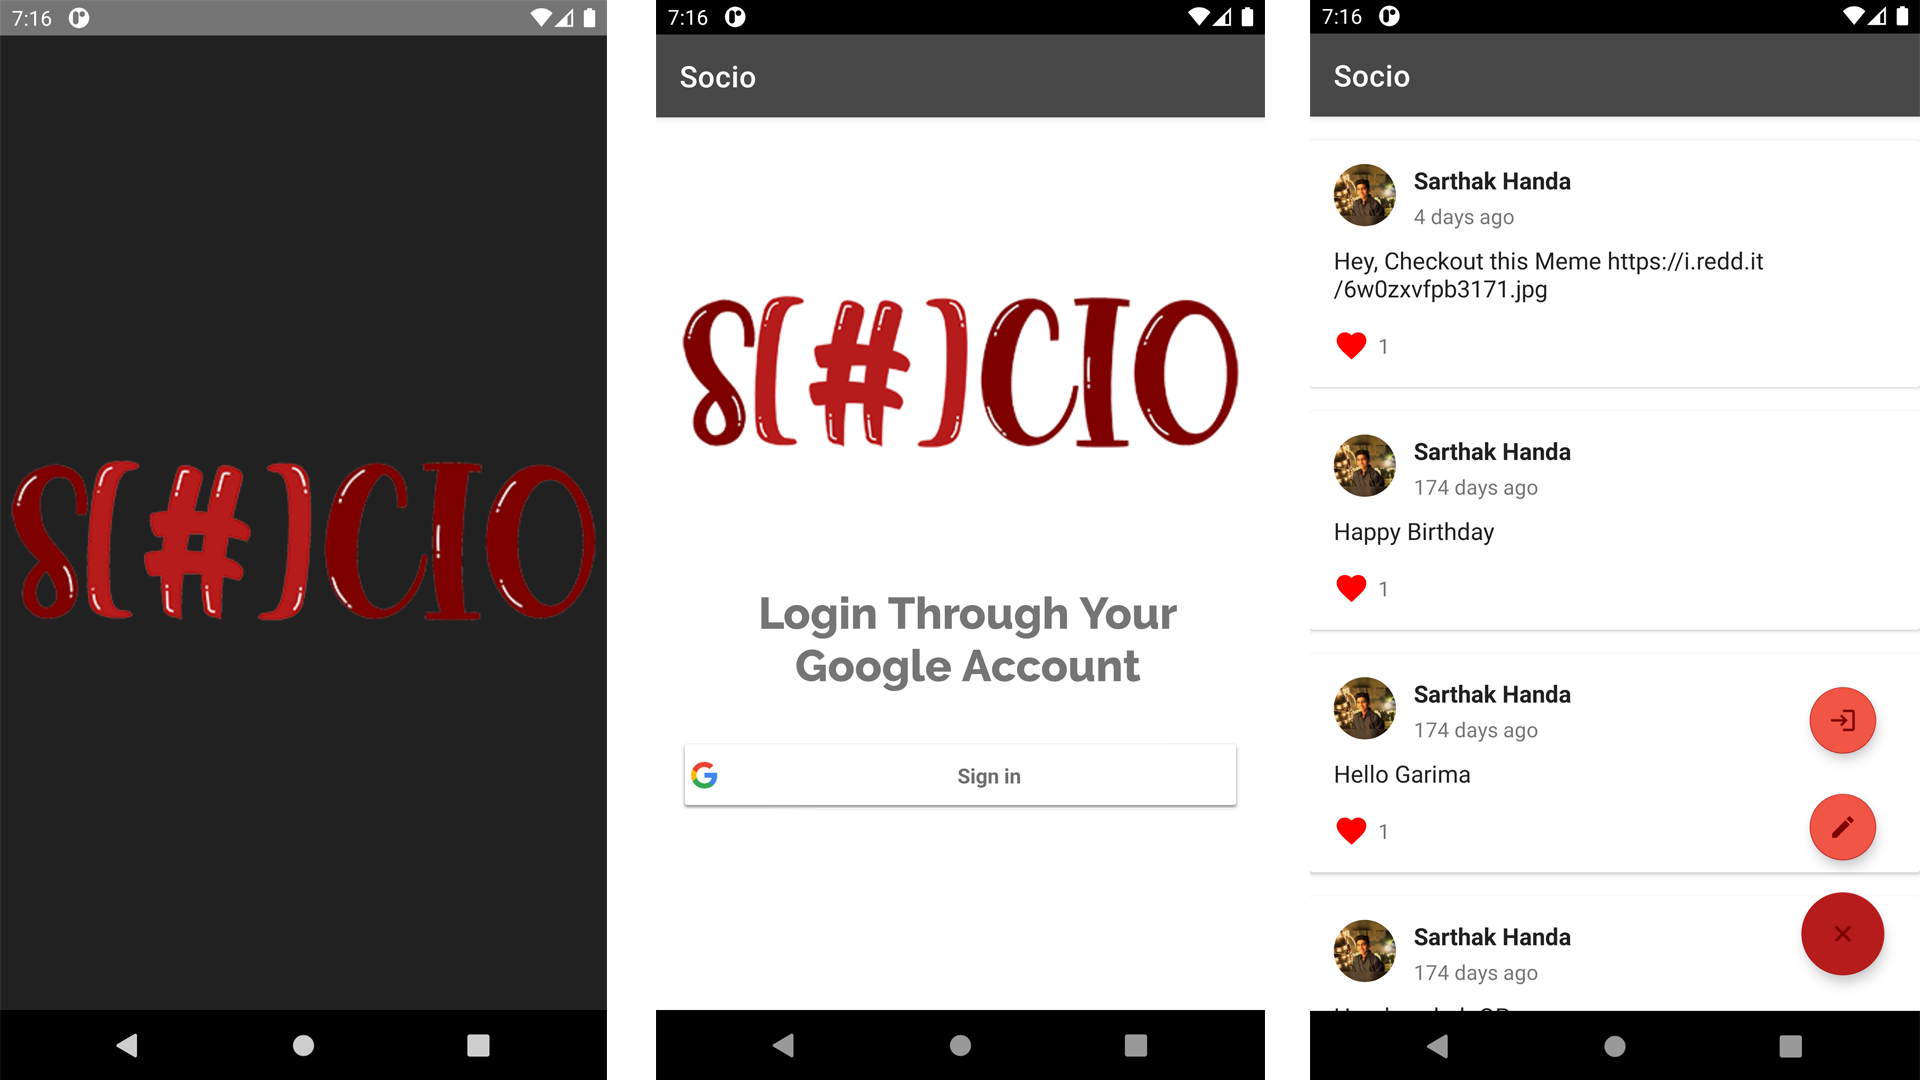 7:16
S(#)CIO
7:16
Socio
S(#)CIO
Login Through Your
Google Account
Sign in
7:16
Socio
Sarthak Handa
4 days ago
Hey, Checkout this Meme https://i.redd.it
/6w0zxvfpb3171.jpg
1
Sarthak Handa
174 days ago
Happy Birthday
1
Sarthak Handa
174 days ago
Hello Garima
1
Sarthak Handa
174 days ago